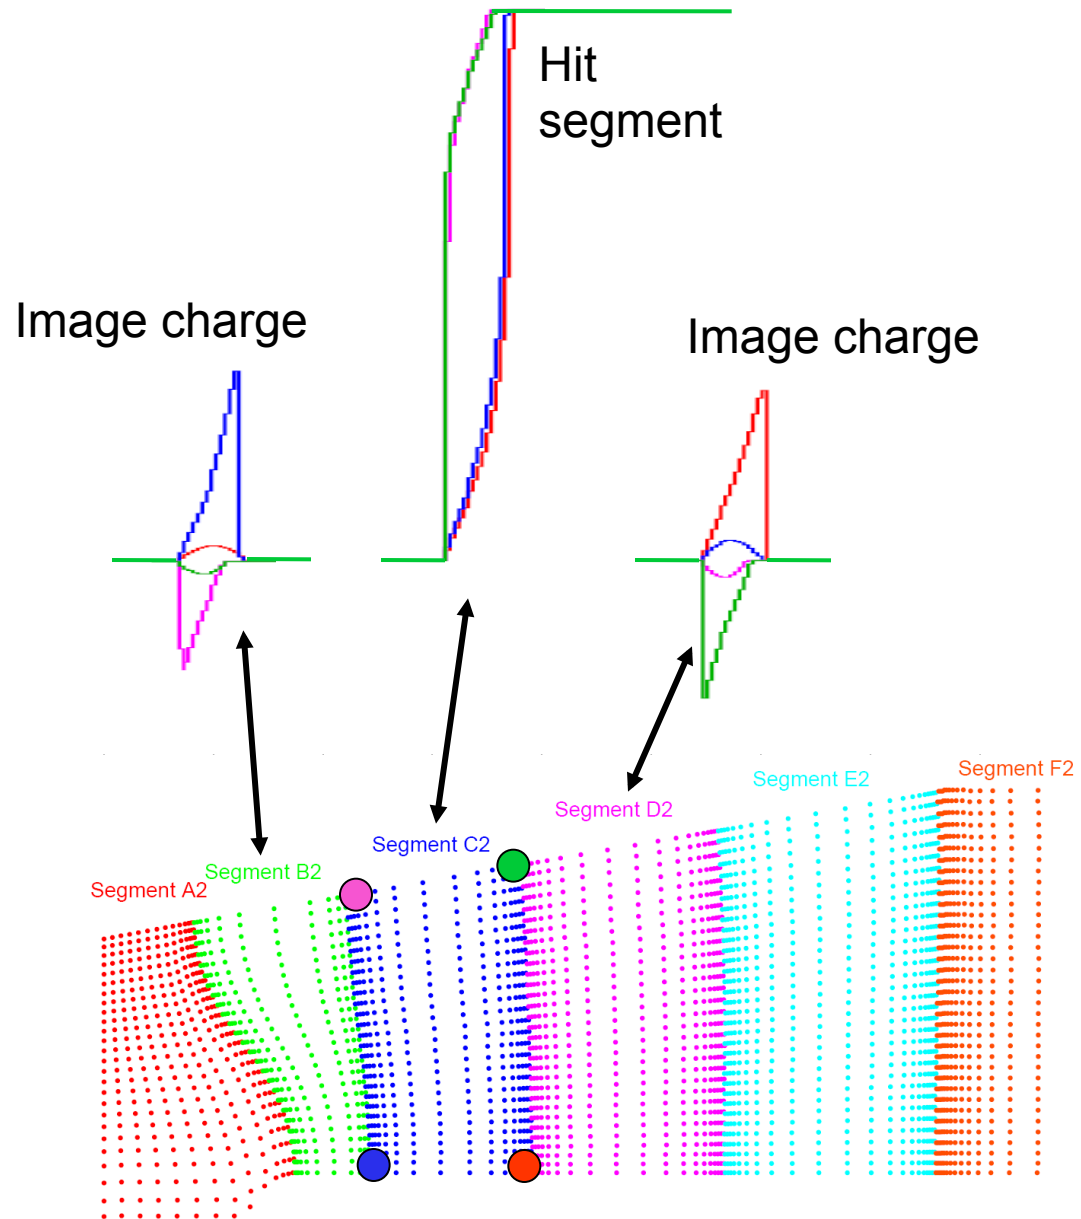 Hit
segment
Image charge
Image charge
Segment F2
Segment E2
Segment D2
Segment C2
Segment B2
Segment A2